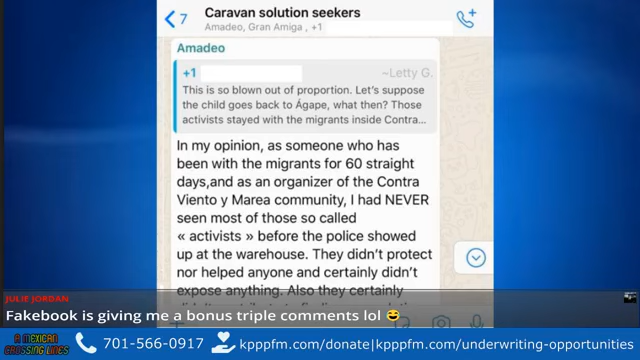 7
Caravan solution seekers
Amadeo, Gran Amiga , +1
Amadeo
+1
~Letty G.
This is so blown out of proportion. Let's suppose
the child goes back to Ágape, what then? Those
activists stayed with the migrants inside Contra...
In my opinion, as someone who has
been with the migrants for 60 straight
days,and as an organizer of the Contra
Viento y Marea community, I had NEVER
seen most of those so called
« activists » before the police showed
up at the warehouse. They didn't protect
nor helped anyone and certainly didn't
expose anything. Also they certainly
JULIE JORDAN
Fakebook is giving me a bonus triple comments lol 😅
A MEXICAN
CROSSING LINES
701-566-0917
kpppfm.com/donate|kpppfm.com/underwriting-opportunities